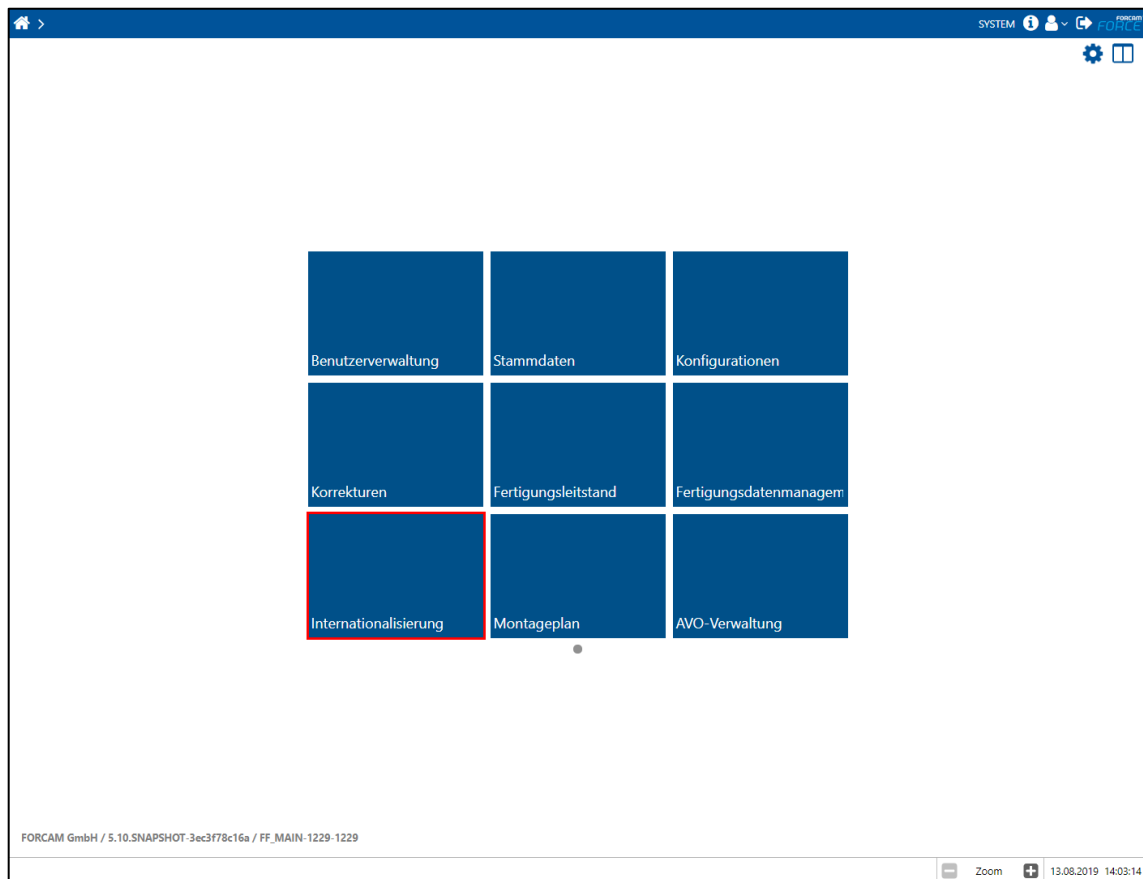 SYSTEM
FORCAM
FORCE
Benutzerverwaltung
Stammdaten
Konfigurationen
Korrekturen
Fertigungsleitstand
Fertigungsdatenmanagem
Internationalisierung
Montageplan
AVO-Verwaltung
FORCAM GmbH / 5.10.SNAPSHOT-3ec3f78c16a / FF_MAIN-1229-1229
Zoom
13.08.2019 14:03:14